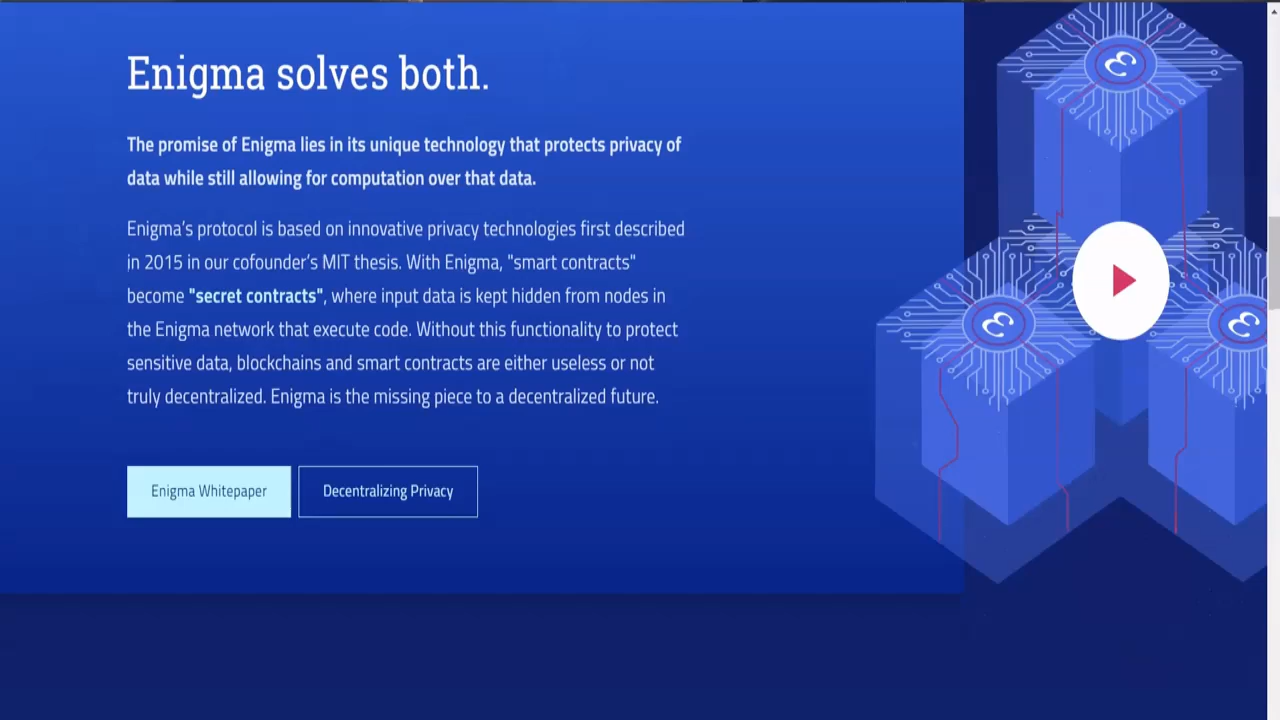 Enigma solves both.
The promise of Enigma lies in its unique technology that protects privacy of
data while still allowing for computation over that data.
Enigma’s protocol is based on innovative privacy technologies first described
in 2015 in our cofounder’s MIT thesis. With Enigma, "smart contracts"
become "secret contracts", where input data is kept hidden from nodes in
the Enigma network that execute code. Without this functionality to protect
sensitive data, blockchains and smart contracts are either useless or not
truly decentralized. Enigma is the missing piece to a decentralized future.
Enigma Whitepaper
Decentralizing Privacy